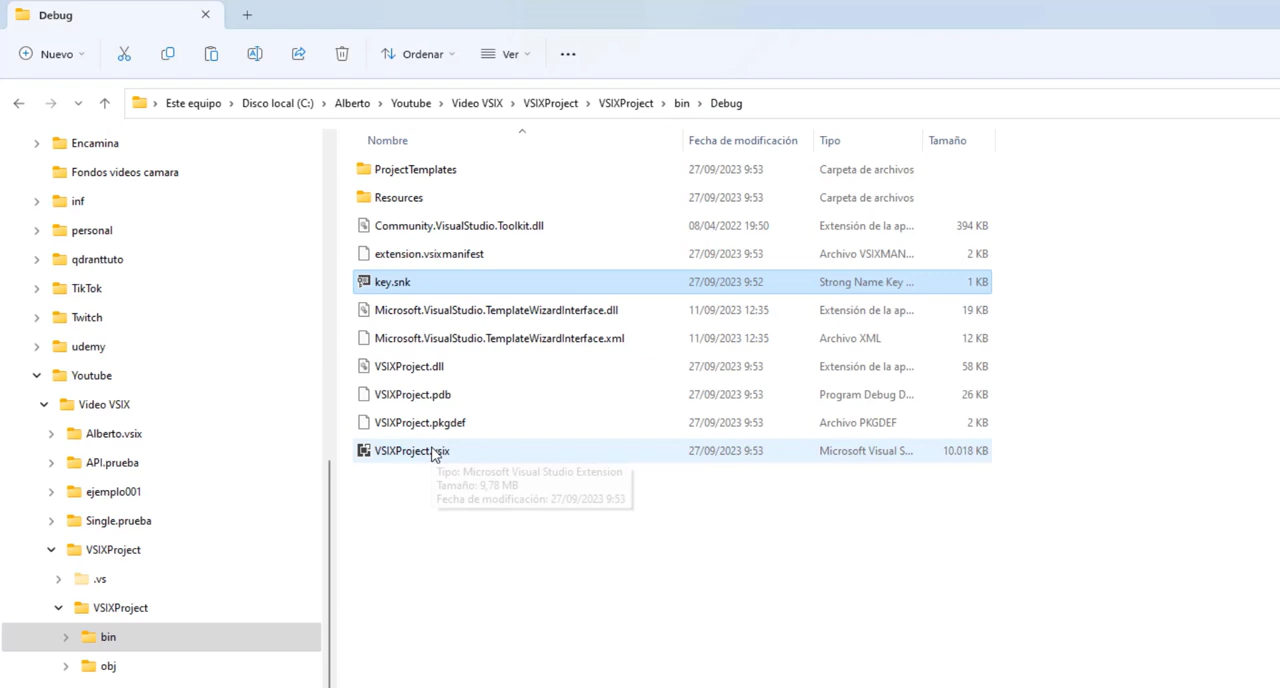 Debug
Nuevo
Ordenar
Ver
Este equipo > Disco local (C:) > Alberto > Youtube > Video VSIX > VSIXProject > VSIXProject > bin > Debug
Encamina
Fondos videos camara
inf
personal
qdranttuto
TikTok
Twitch
udemy
Youtube
Video VSIX
Alberto.vsix
API.prueba
ejemplo001
Single.prueba
VSIXProject
.vs
VSIXProject
bin
obj
Nombre Fecha de modificación Tipo Tamaño
ProjectTemplates 27/09/2023 9:53 Carpeta de archivos
Resources 27/09/2023 9:53 Carpeta de archivos
Community.VisualStudio.Toolkit.dll 08/04/2022 19:50 Extensión de la ap... 394 KB
extension.vsixmanifest 27/09/2023 9:53 Archivo VSIXMAN... 2 KB
key.snk 27/09/2023 9:52 Strong Name Key ... 1 KB
Microsoft.VisualStudio.TemplateWizardInterface.dll 11/09/2023 12:35 Extensión de la ap... 19 KB
Microsoft.VisualStudio.TemplateWizardInterface.xml 11/09/2023 12:35 Archivo XML 12 KB
VSIXProject.dll 27/09/2023 9:53 Extensión de la ap... 58 KB
VSIXProject.pdb 27/09/2023 9:53 Program Debug D... 26 KB
VSIXProject.pkgdef 27/09/2023 9:53 Archivo PKGDEF 2 KB
VSIXProject.vsix 27/09/2023 9:53 Microsoft Visual S... 10.018 KB
Tipo: Microsoft Visual Studio Extension
Tamaño: 9,78 MB
Fecha de modificación: 27/09/2023 9:53